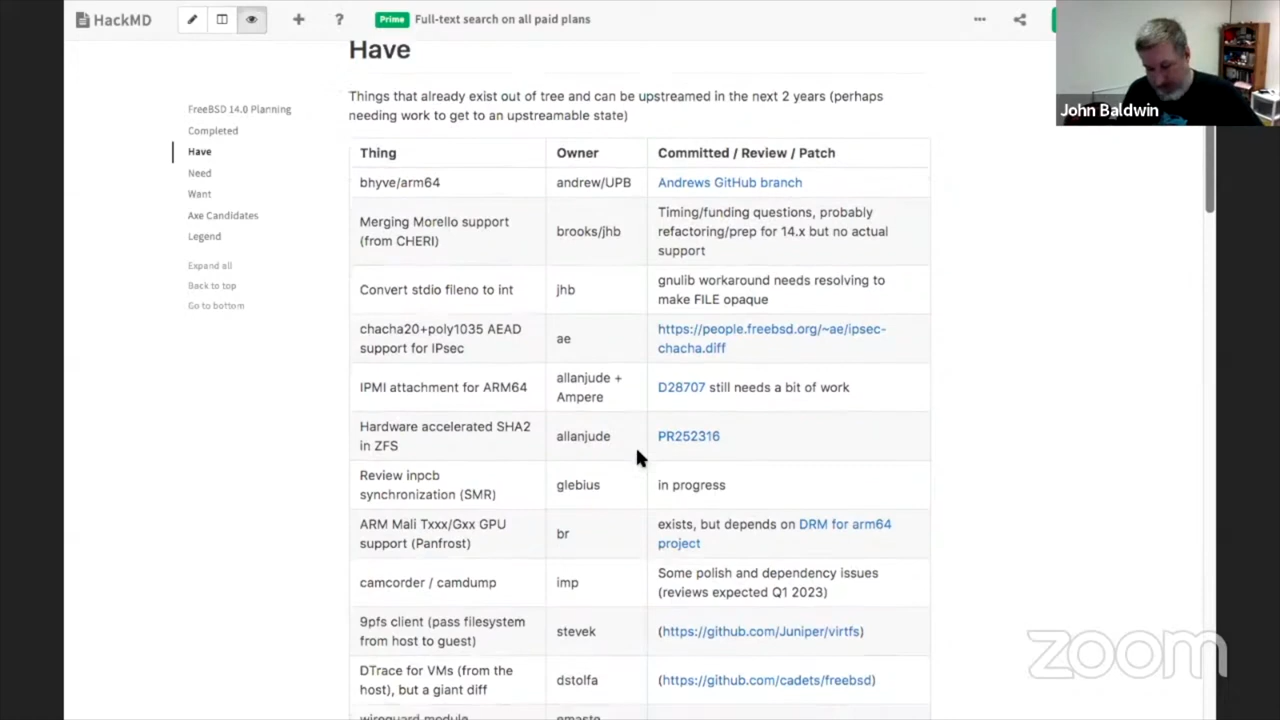 HackMD
Prime Full-text search on all paid plans
John Baldwin
FreeBSD 14.0 Planning
Completed
Have
Need
Want
Axe Candidates
Legend
Expand all
Back to top
Go to bottom
Have
Things that already exist out of tree and can be upstreamed in the next 2 years (perhaps
needing work to get to an upstreamable state)
Thing Owner Committed / Review / Patch
bhyve/arm64 andrew/UPB Andrews GitHub branch
Merging Morello support
(from CHERI)
brooks/jhb
Timing/funding questions, probably
refactoring/prep for 14.x but no actual
support
Convert stdio fileno to int
jhb
gnulib workaround needs resolving to
make FILE opaque
chacha20+poly1035 AEAD
support for IPsec
ae
https://people.freebsd.org/~ae/ipsec-
chacha.diff
IPMI attachment for ARM64
allanjude +
Ampere
D28707 still needs a bit of work
Hardware accelerated SHA2
in ZFS
allanjude
PR252316
Review inpcb
synchronization (SMR)
glebius
in progress
ARM Mali Txxx/Gxx GPU
support (Panfrost)
br
exists, but depends on DRM for arm64
project
camcorder / camdump
imp
Some polish and dependency issues
(reviews expected Q1 2023)
9pfs client (pass filesystem
from host to guest)
stevek
(https://github.com/Juniper/virtfs)
DTrace for VMs (from the
host), but a giant diff
dstolfa
(https://github.com/cadets/freebsd)
wireguard module
emaste
zoom